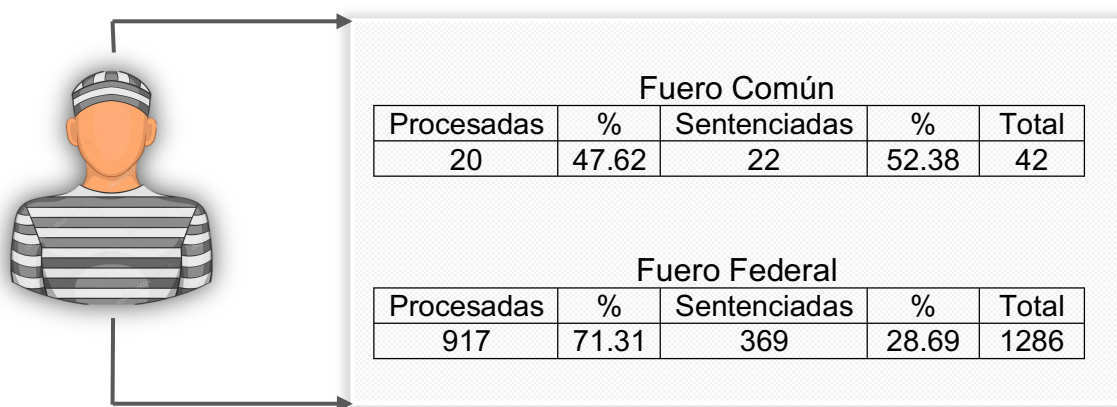 Fuero Común
Procesadas % Sentenciadas % Total
20 47.62 22 52.38 42
Fuero Federal
Procesadas % Sentenciadas % Total
917 71.31 369 28.69 1286